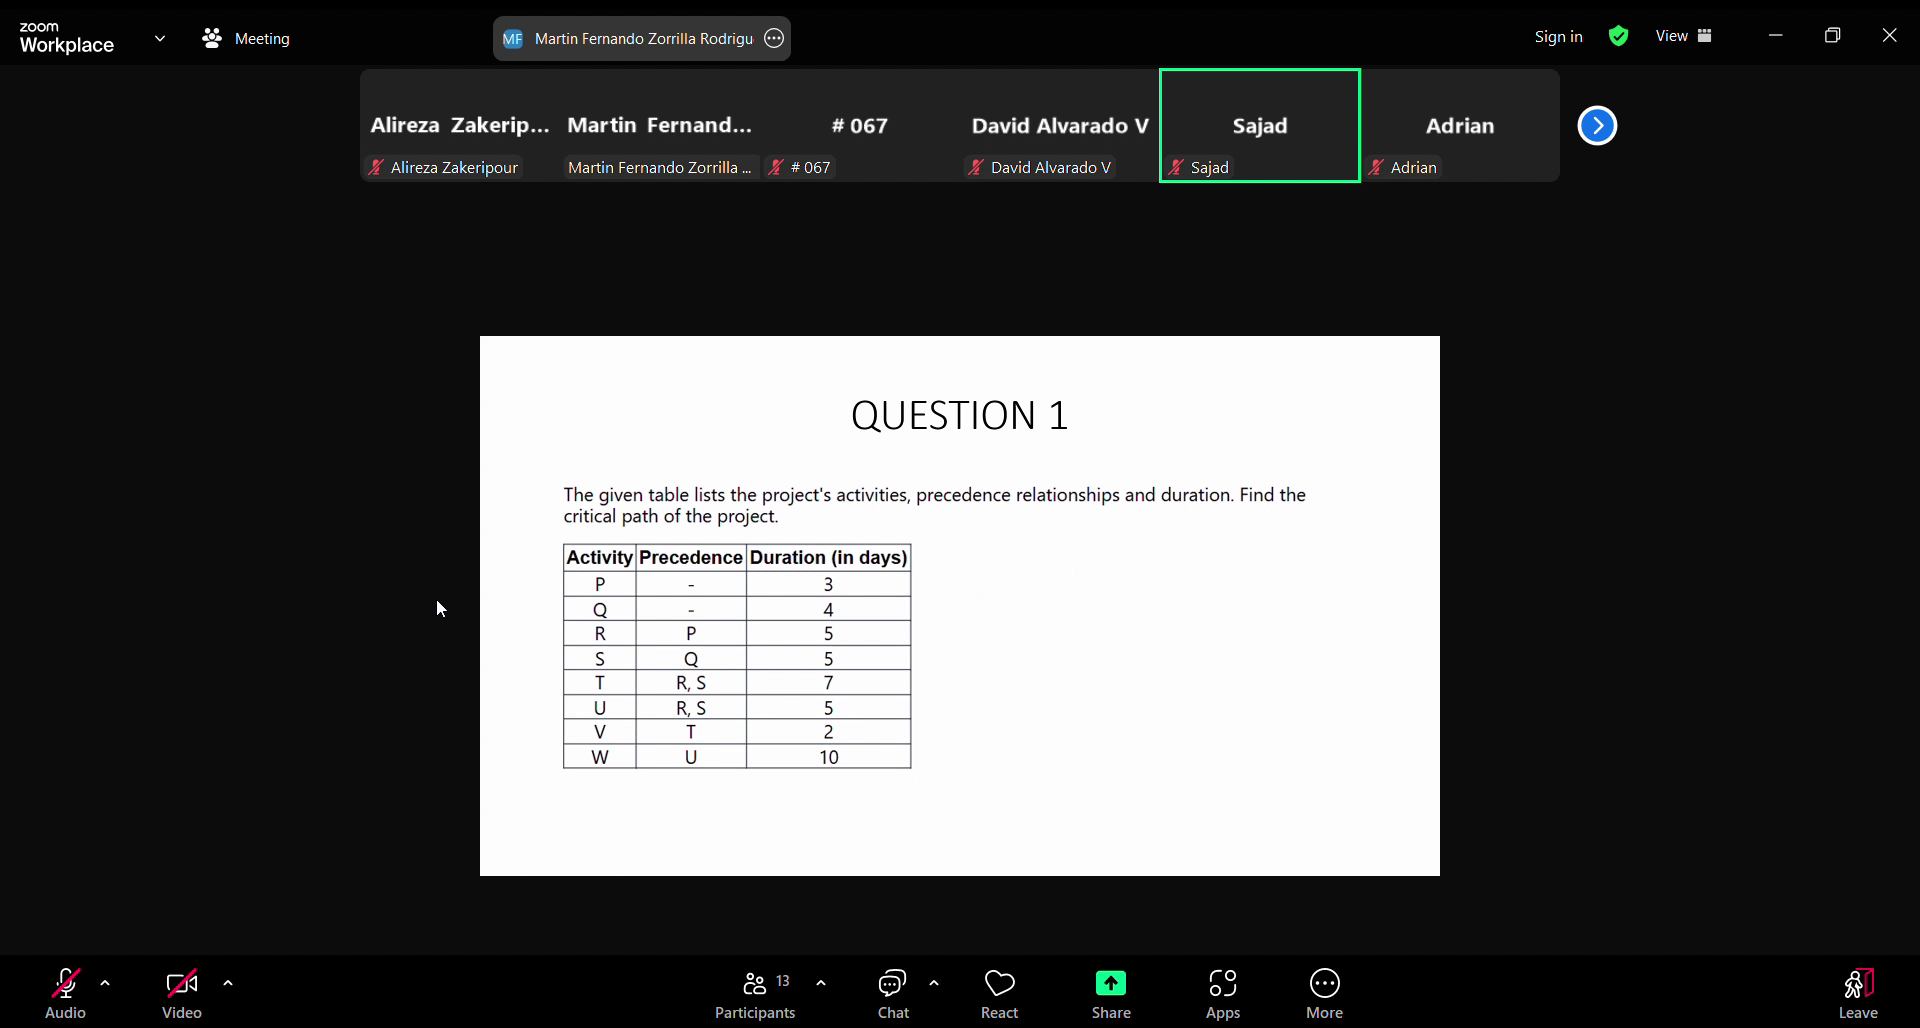 zoom
Workplace
Meeting
MF Martin Fernando Zorrilla Rodrigu
Sign in
View
Alireza Zakerip... Martin Fernand... # 067 David Alvarado V Sajad Adrian
Alireza Zakeripour Martin Fernando Zorrilla ... # 067 David Alvarado V Sajad Adrian
QUESTION 1
The given table lists the project's activities, precedence relationships and duration. Find the
critical path of the project.
Activity Precedence Duration (in days)
P - 3
Q - 4
R P 5
S Q 5
T R, S 7
U R, S 5
V T 2
W U 10
13
Audio Video Participants Chat React Share Apps More Leave